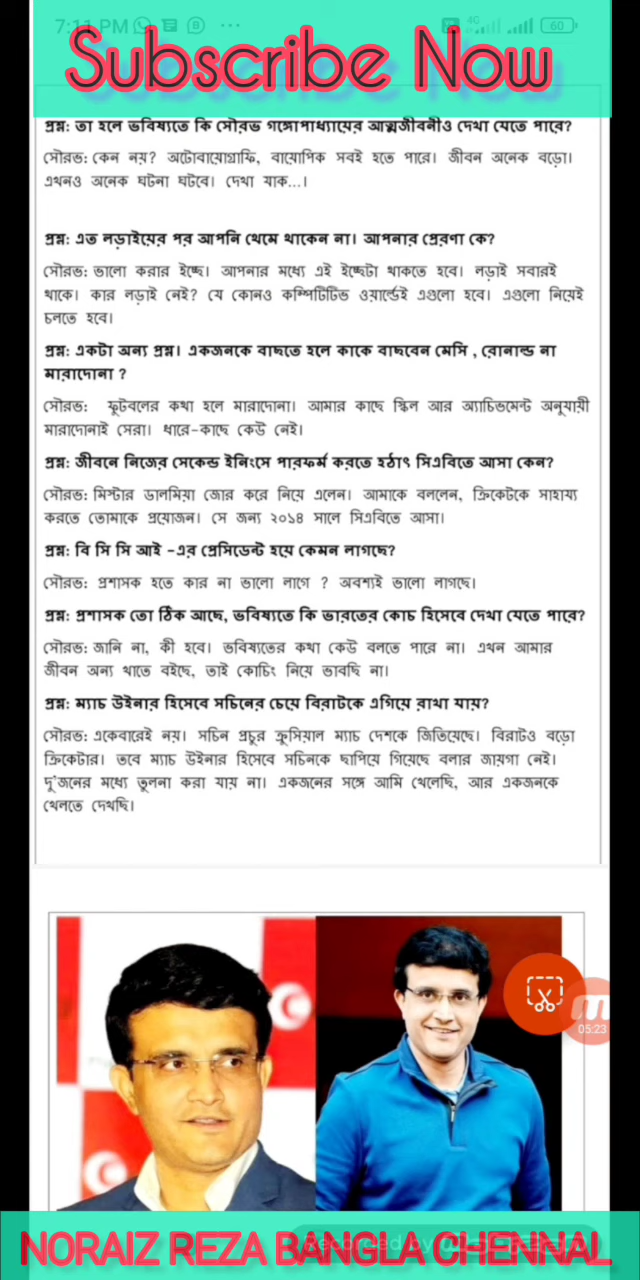 7:11 PM
4G
60
Subscribe Now
প্রশ্ন: তা হলে ভবিষ্যতে কি সৌরভ গঙ্গোপাধ্যায়ের আত্মজীবনীও দেখা যেতে পারে?
সৌরভ: কেন নয়? অটোবায়োগ্রাফি, বায়োপিক সবই হতে পারে। জীবন অনেক বড়ো।
এখনও অনেক ঘটনা ঘটবে। দেখা যাক...।
প্রশ্ন: এত লড়াইয়ের পর আপনি থেমে থাকেন না। আপনার প্রেরণা কে?
সৌরভ: ভালো করার ইচ্ছে। আপনার মধ্যে এই ইচ্ছেটা থাকতে হবে। লড়াই সবারই
থাকে। কার লড়াই নেই? যে কোনও কম্পিটিটিভ ওয়ার্ল্ডেই এগুলো হবে। এগুলো নিয়েই
চলতে হবে।
প্রশ্ন: একটা অন্য প্রশ্ন। একজনকে বাছতে হলে কাকে বাছবেন মেসি , রোনাল্ড না
মারাদোনা ?
সৌরভ: ফুটবলের কথা হলে মারাদোনা। আমার কাছে স্কিল আর অ্যাচিভমেন্ট অনুযায়ী
মারাদোনাই সেরা। ধারে-কাছে কেউ নেই।
প্রশ্ন: জীবনে নিজের সেকেন্ড ইনিংসে পারফর্ম করতে হঠাৎ সিএবিতে আসা কেন?
সৌরভ: মিস্টার ডালমিয়া জোর করে নিয়ে এলেন। আমাকে বললেন, ক্রিকেটকে সাহায্য
করতে তোমাকে প্রয়োজন। সে জন্য ২০১৪ সালে সিএবিতে আসা।
প্রশ্ন: বি সি সি আই -এর প্রেসিডেন্ট হয়ে কেমন লাগছে?
সৌরভ: প্রশাসক হতে কার না ভালো লাগে ? অবশ্যই ভালো লাগছে।
প্রশ্ন: প্রশাসক তো ঠিক আছে, ভবিষ্যতে কি ভারতের কোচ হিসেবে দেখা যেতে পারে?
সৌরভ: জানি না, কী হবে। ভবিষ্যতের কথা কেউ বলতে পারে না। এখন আমার
জীবন অন্য খাতে বইছে, তাই কোচিং নিয়ে ভাবছি না।
প্রশ্ন: ম্যাচ উইনার হিসেবে সচিনের চেয়ে বিরাটকে এগিয়ে রাখা যায়?
সৌরভ: একেবারেই নয়। সচিন প্রচুর ক্রুসিয়াল ম্যাচ দেশকে জিতিয়েছে। বিরাটও বড়ো
ক্রিকেটার। তবে ম্যাচ উইনার হিসেবে সচিনকে ছাপিয়ে গিয়েছে বলার জায়গা নেই।
দু'জনের মধ্যে তুলনা করা যায় না। একজনের সঙ্গে আমি খেলেছি, আর একজনকে
খেলতে দেখছি।
05:23
NORAIZ REZA BANGLA CHENNAL